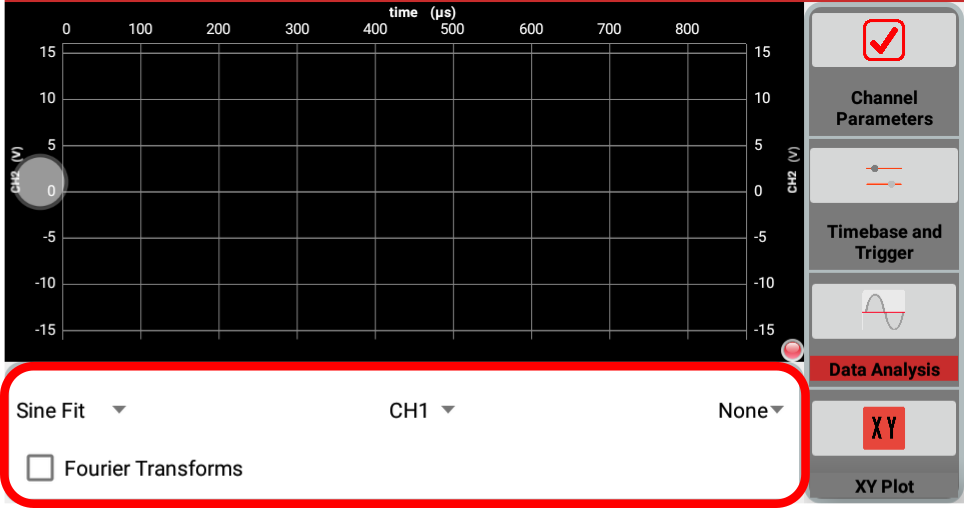 time (µs)
0 100 200 300 400 500 600 700 800
15 15
10 10
5 5
0 0
-5 -5
-10 -10
-15 -15
CH2 (V)
CH2 (V)
Channel
Parameters
Timebase and
Trigger
Data Analysis
X Y
XY Plot
Sine Fit CH1 None
Fourier Transforms